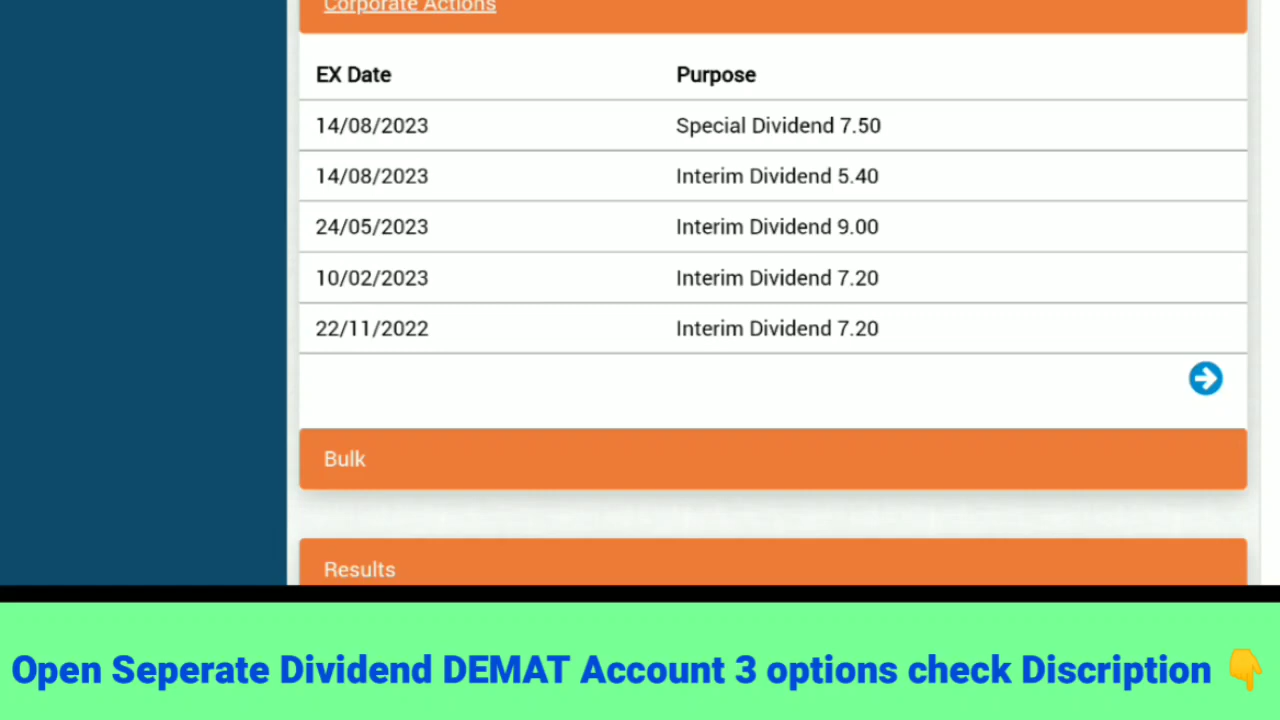 Corporate Actions
EX Date Purpose
14/08/2023 Special Dividend 7.50
14/08/2023 Interim Dividend 5.40
24/05/2023 Interim Dividend 9.00
10/02/2023 Interim Dividend 7.20
22/11/2022 Interim Dividend 7.20
Bulk
Results
Open Seperate Dividend DEMAT Account 3 options check Discription 👇